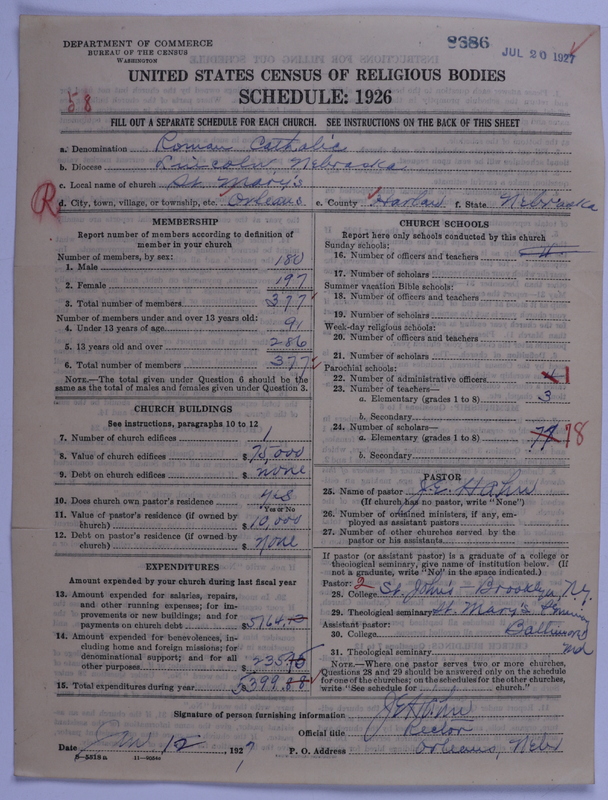 DEPARTMENT OF COMMERCE
BUREAU OF THE CENSUS
WASHINGTON
8686
JUL 20 1927
UNITED STATES CENSUS OF RELIGIOUS BODIES
SCHEDULE: 1926
58
FILL OUT A SEPARATE SCHEDULE FOR EACH CHURCH. SEE INSTRUCTIONS ON THE BACK OF THIS SHEET
a. Denomination Roman Catholic
b. Diocese Lincoln, Nebraska
c. Local name of church St. Mary's
R
d. City, town, village, or township, etc. Orleans e. County Harlan f. State Nebraska
MEMBERSHIP
Report number of members according to definition of member in your church
Number of members, by sex:
1. Male 180
2. Female 197
3. Total number of members 377
Number of members under and over 13 years old:
4. Under 13 years of age 91
5. 13 years old and over 286
6. Total number of members 377
NOTE.—The total given under Question 6 should be the same as the total of males and females given under Question 3.
CHURCH BUILDINGS
See instructions, paragraphs 10 to 12
7. Number of church edifices 1
8. Value of church edifices $75,000
9. Debt on church edifices $none
10. Does church own pastor's residence yes
Yes or No
11. Value of pastor's residence (if owned by church) $10,000
12. Debt on pastor's residence (if owned by church) $none
EXPENDITURES
Amount expended by your church during last fiscal year
13. Amount expended for salaries, repairs, and other running expenses; for improvements or new buildings; and for payments on church debt $5164.13
14. Amount expended for benevolences, including home and foreign missions; for denominational support; and for all other purposes 235
15. Total expenditures during year $5399.88
CHURCH SCHOOLS
Report here only schools conducted by this church
Sunday schools:
16. Number of officers and teachers 4
17. Number of scholars
Summer vacation Bible schools:
18. Number of officers and teachers
19. Number of scholars
Week-day religious schools:
20. Number of officers and teachers
21. Number of scholars
Parochial schools:
22. Number of administrative officers 1
23. Number of teachers—
a. Elementary (grades 1 to 8) 3
b. Secondary
24. Number of scholars—
a. Elementary (grades 1 to 8) 78
b. Secondary
PASTOR
25. Name of pastor J.E. Hahn
(If church has no pastor, write "None")
26. Number of ordained ministers, if any, employed as assistant pastors
27. Number of other churches served by the pastor or his assistants
If pastor (or assistant pastor) is a graduate of a college or theological seminary, give name of institution below. (If not a graduate, write "No" in the space indicated.)
Pastor: 2
28. College St. John's — Brooklyn, N.Y.
29. Theological seminary St. Mary's Seminary
Assistant pastor: Baltimore
30. College Md
31. Theological seminary
NOTE.—Where one pastor serves two or more churches, Questions 28 and 29 should be answered only on the schedule for one of the churches; on the schedules for the other churches, write "See schedule for church."
Signature of person furnishing information J E Hahn
Official title Rector
Date Jan 12, 1927 P. O. Address Orleans, Nebr
8—5818a 11—9054a